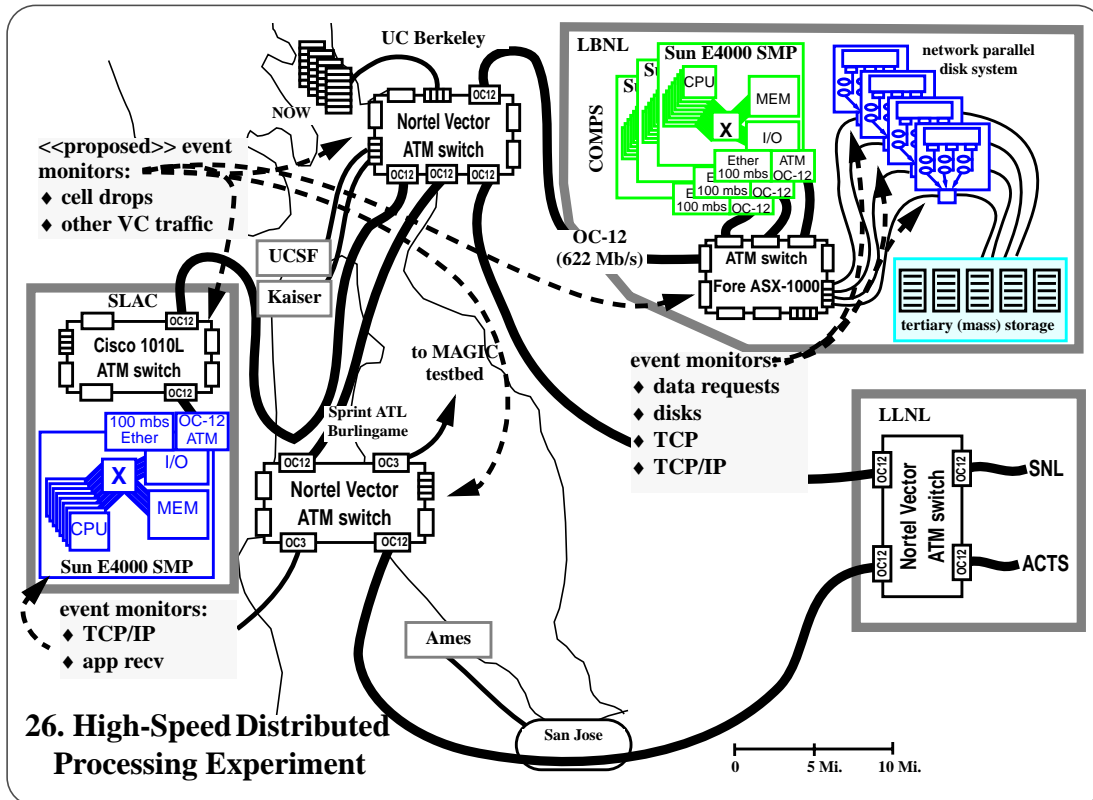 UC Berkeley
NOW
OC12
Nortel Vector
ATM switch
OC12
OC12
OC12
<<proposed>> event
monitors:
♦ cell drops
♦ other VC traffic
UCSF
Kaiser
LBNL
COMPS
Sun E4000 SMP
Su
S
CPU
MEM
X
I/O
Ether
100 mbs
ATM
OC-12
E
100 mbs
OC-12
E
100 mbs
OC-12
network parallel
disk system
OC-12
(622 Mb/s)
ATM switch
Fore ASX-1000
tertiary (mass) storage
SLAC
OC12
Cisco 1010L
ATM switch
OC12
100 mbs
Ether
OC-12
ATM
I/O
X
MEM
CPU
Sun E4000 SMP
event monitors:
♦ TCP/IP
♦ app recv
to MAGIC
testbed
Sprint ATL
Burlingame
OC12
OC3
Nortel Vector
ATM switch
OC3
OC12
event monitors:
♦ data requests
♦ disks
♦ TCP
♦ TCP/IP
LLNL
OC12
OC12
Nortel Vector
ATM switch
OC12
OC12
SNL
ACTS
Ames
San Jose
26. High-Speed Distributed
Processing Experiment
0 5 Mi. 10 Mi.